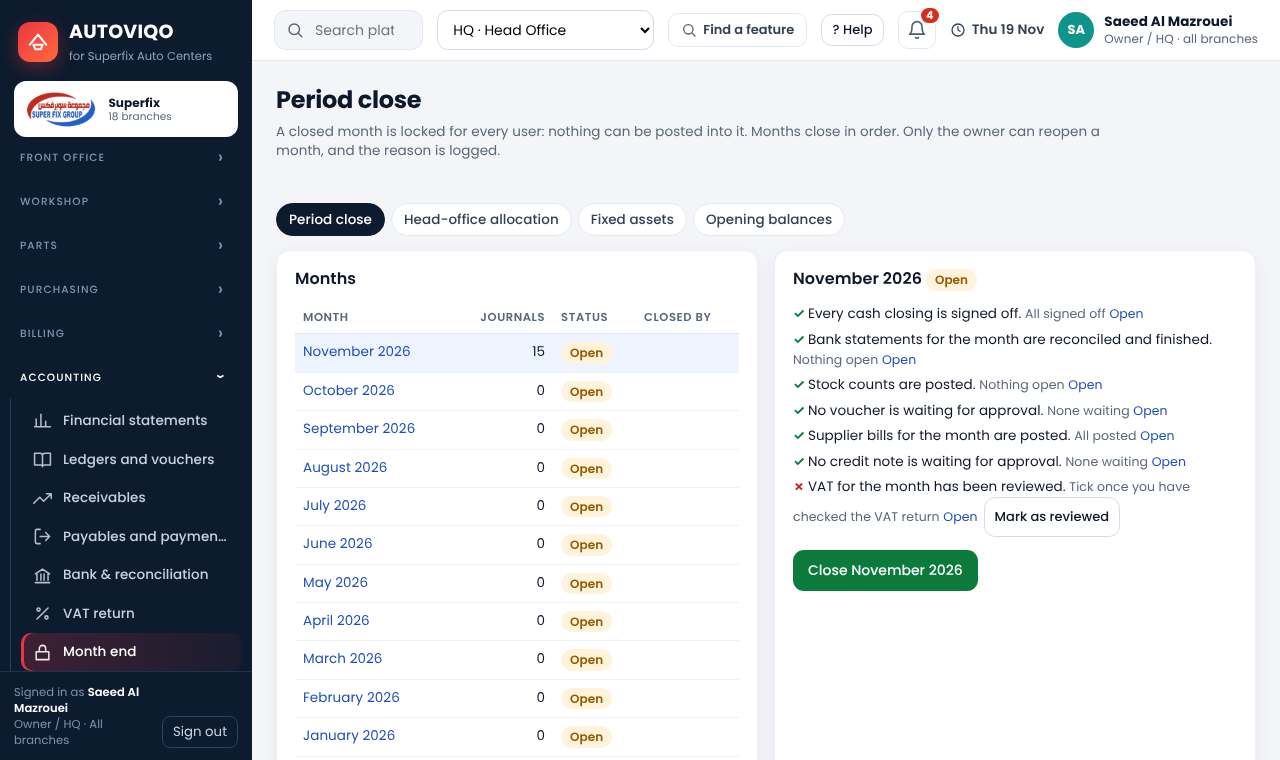 AUTOVIQO
for Superfix Auto Centers
مجموعة سوبرفكس
SUPER FIX GROUP
Superfix
18 branches
FRONT OFFICE
WORKSHOP
PARTS
PURCHASING
BILLING
ACCOUNTING
Financial statements
Ledgers and vouchers
Receivables
Payables and paymen...
Bank & reconciliation
VAT return
Month end
Signed in as Saeed Al
Mazrouei
Owner / HQ · All
branches
Sign out
Search plat
HQ · Head Office
Find a feature
? Help
4
Thu 19 Nov
SA
Saeed Al Mazrouei
Owner / HQ · all branches
Period close
A closed month is locked for every user: nothing can be posted into it. Months close in order. Only the owner can reopen a
month, and the reason is logged.
Period close
Head-office allocation
Fixed assets
Opening balances
Months
MONTH JOURNALS STATUS CLOSED BY
November 2026 15 Open
October 2026 0 Open
September 2026 0 Open
August 2026 0 Open
July 2026 0 Open
June 2026 0 Open
May 2026 0 Open
April 2026 0 Open
March 2026 0 Open
February 2026 0 Open
January 2026 0 Open
November 2026 Open
Every cash closing is signed off. All signed off Open
Bank statements for the month are reconciled and finished.
Nothing open Open
Stock counts are posted. Nothing open Open
No voucher is waiting for approval. None waiting Open
Supplier bills for the month are posted. All posted Open
No credit note is waiting for approval. None waiting Open
VAT for the month has been reviewed. Tick once you have
checked the VAT return Open Mark as reviewed
Close November 2026